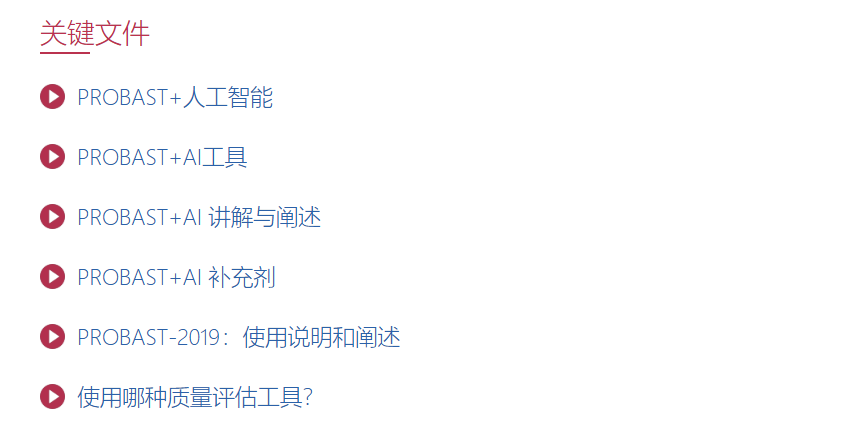 关键文件
PROBAST+人工智能
PROBAST+AI工具
PROBAST+AI 讲解与阐述
PROBAST+AI 补充剂
PROBAST-2019：使用说明和阐述
使用哪种质量评估工具？